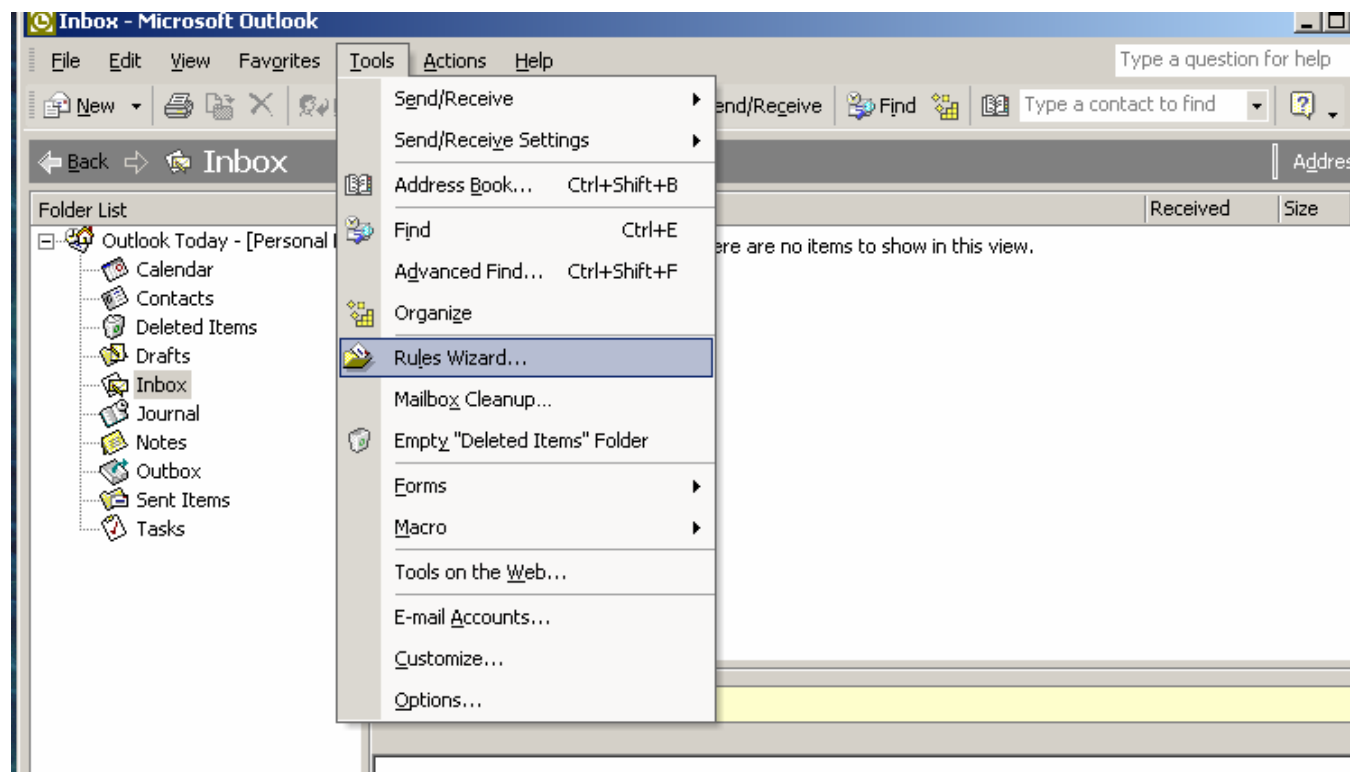 Inbox - Microsoft Outlook
File Edit View Favorites Tools Actions Help Type a question for help
New end/Receive Find Type a contact to find
Back Inbox Addres
Folder List Received Size
Outlook Today - [Personal
ere are no items to show in this view.
Calendar
Contacts
Deleted Items
Drafts
Inbox
Journal
Notes
Outbox
Sent Items
Tasks
Send/Receive
Send/Receive Settings
Address Book... Ctrl+Shift+B
Find Ctrl+E
Advanced Find... Ctrl+Shift+F
Organize
Rules Wizard...
Mailbox Cleanup...
Empty "Deleted Items" Folder
Forms
Macro
Tools on the Web...
E-mail Accounts...
Customize...
Options...